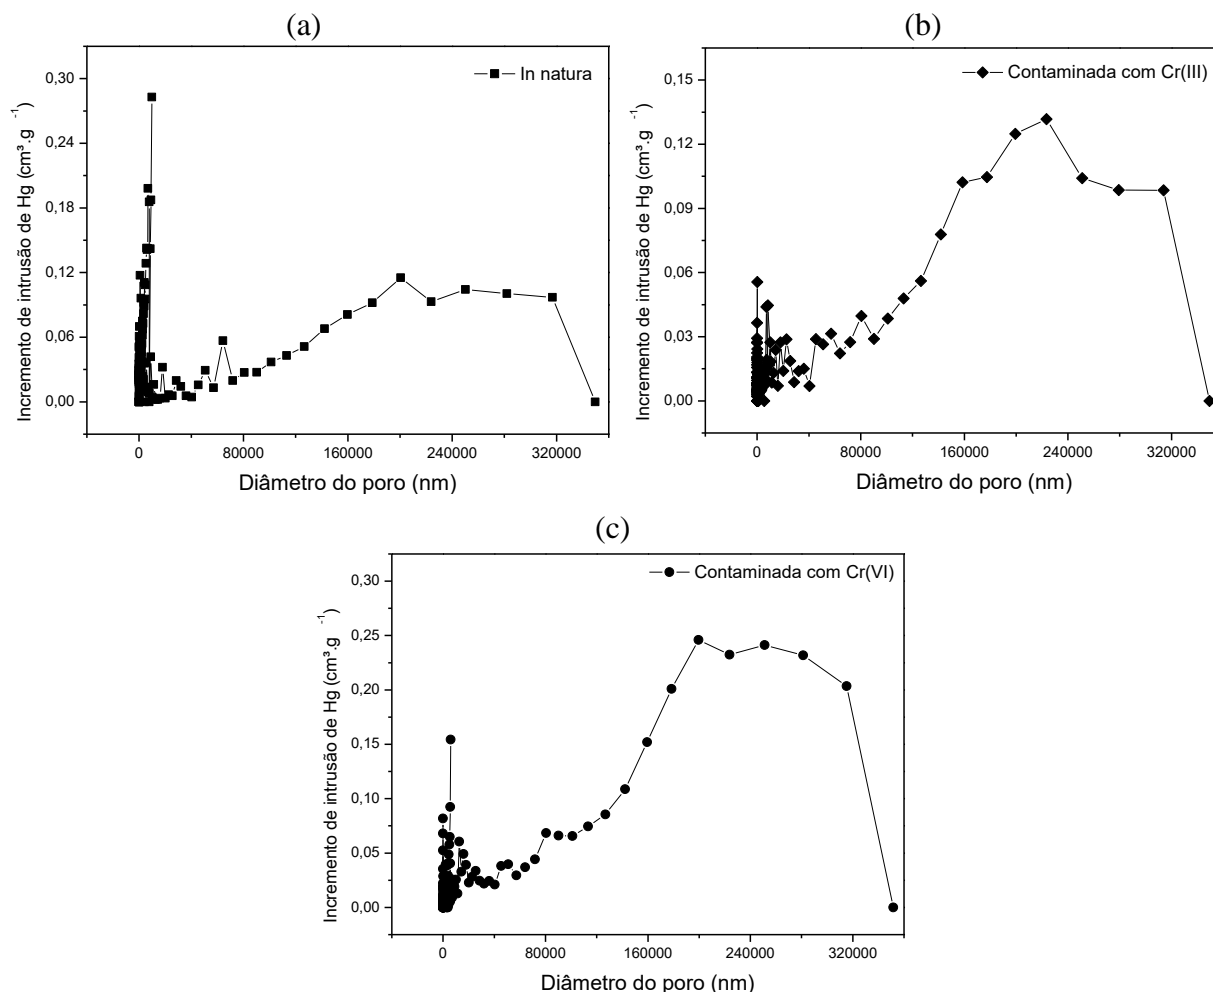 (a)
In natura
Incremento de intrusão de Hg (cm³.g⁻¹)
0,30
0,24
0,18
0,12
0,06
0,00
0 80000 160000 240000 320000
Diâmetro do poro (nm)
(b)
Contaminada com Cr(III)
Incremento de intrusão de Hg (cm³.g⁻¹)
0,15
0,12
0,09
0,06
0,03
0,00
0 80000 160000 240000 320000
Diâmetro do poro (nm)
(c)
Contaminada com Cr(VI)
Incremento de intrusão de Hg (cm³.g⁻¹)
0,30
0,25
0,20
0,15
0,10
0,05
0,00
0 80000 160000 240000 320000
Diâmetro do poro (nm)